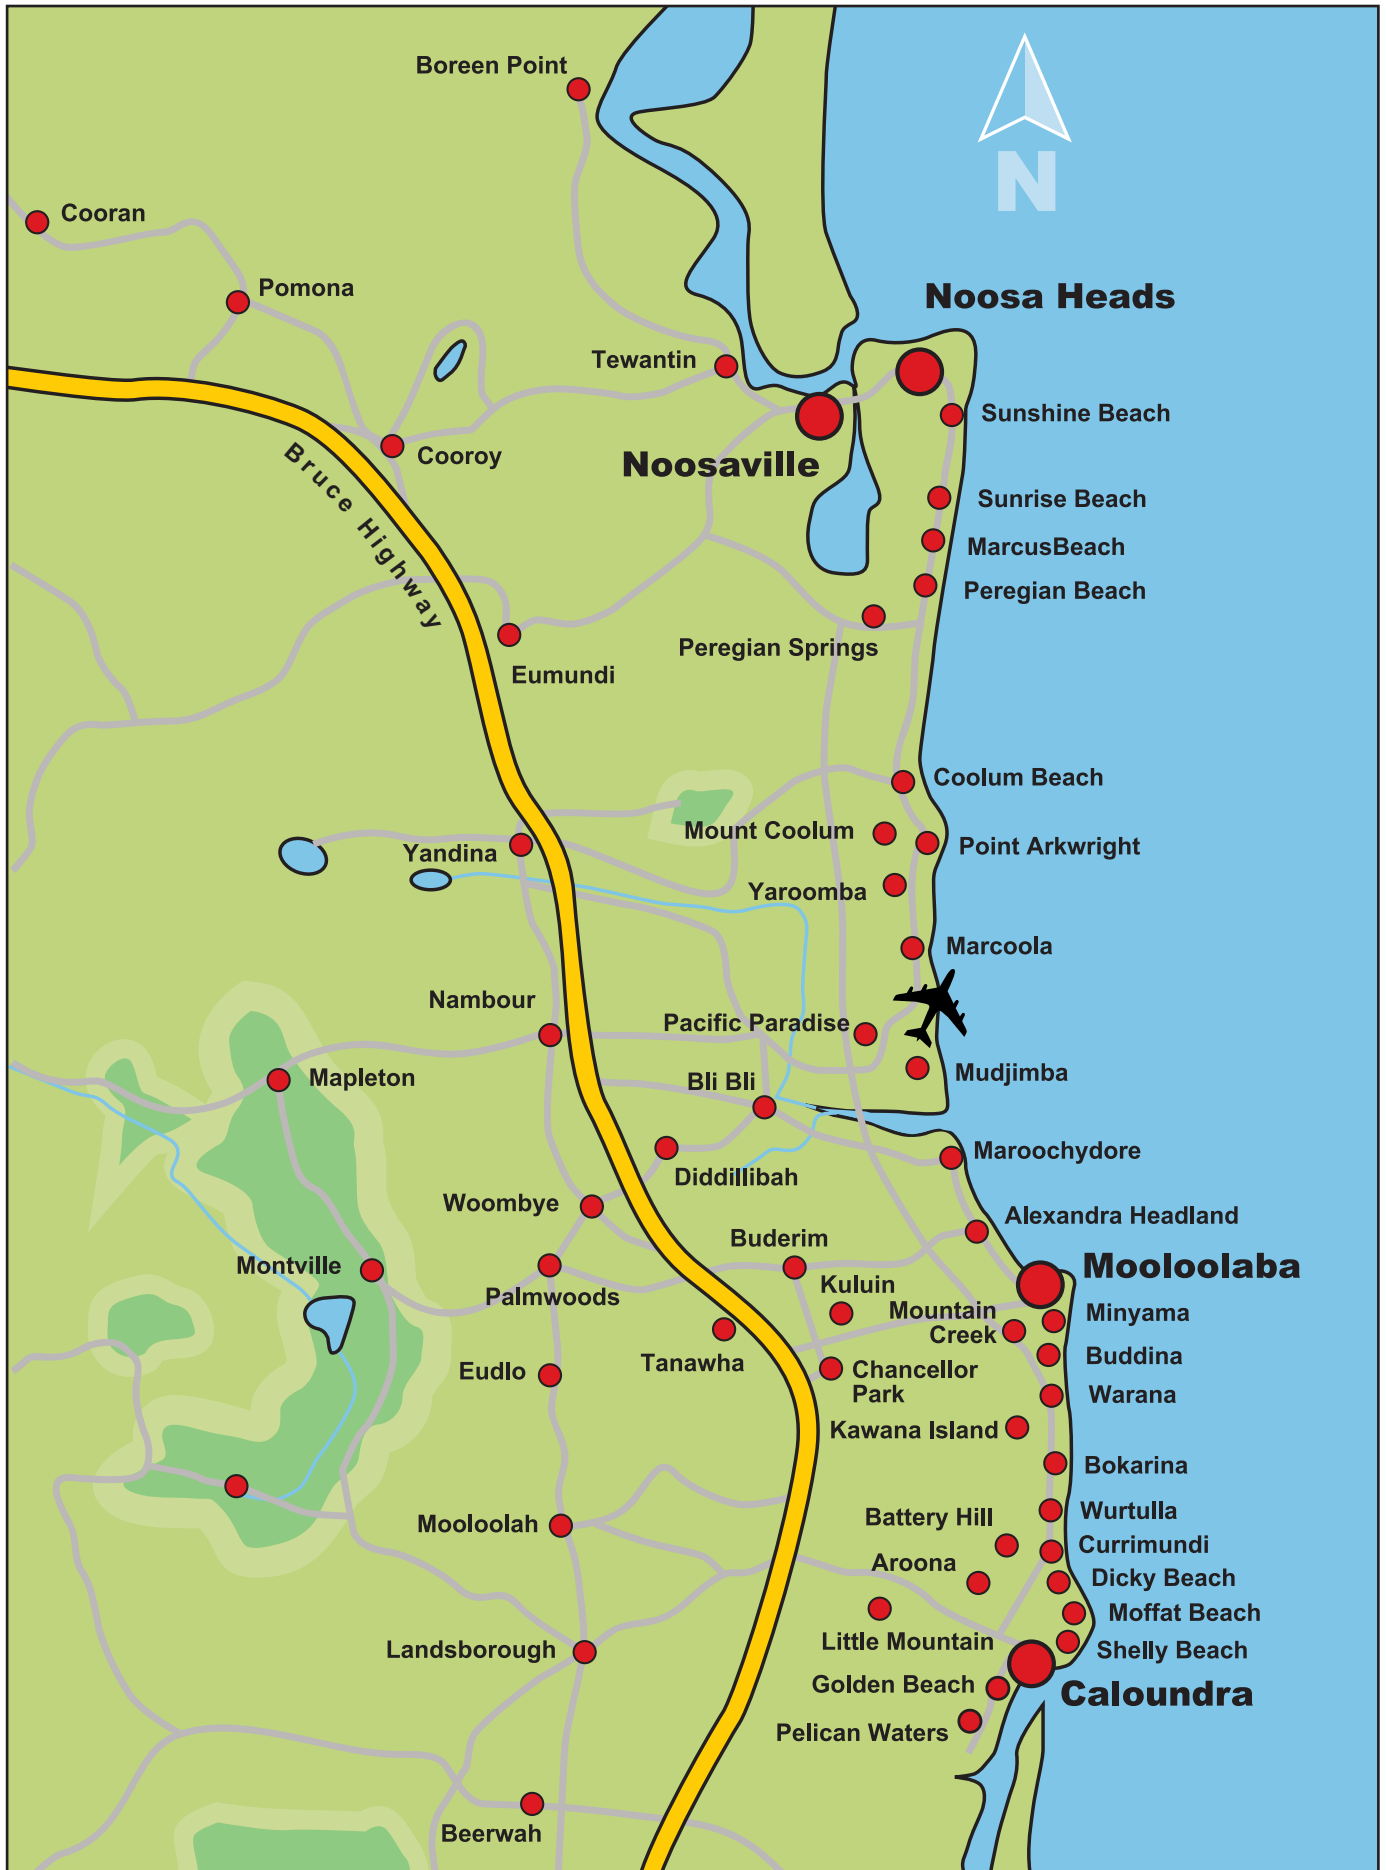 Boreen Point
N
Cooran
Pomona
Noosa Heads
Tewantin
Sunshine Beach
Cooroy
Noosaville
Bruce Highway
Sunrise Beach
MarcusBeach
Peregian Beach
Peregian Springs
Eumundi
Coolum Beach
Mount Coolum
Point Arkwright
Yandina
Yaroomba
Marcoola
Nambour
Pacific Paradise
Mapleton
Bli Bli
Mudjimba
Maroochydore
Diddillibah
Woombye
Alexandra Headland
Buderim
Montville
Mooloolaba
Kuluin
Palmwoods
Mountain
Creek
Minyama
Tanawha
Buddina
Eudlo
Chancellor
Park
Warana
Kawana Island
Bokarina
Battery Hill
Wurtulla
Mooloolah
Currimundi
Aroona
Dicky Beach
Moffat Beach
Little Mountain
Landsborough
Shelly Beach
Golden Beach
Caloundra
Pelican Waters
Beerwah